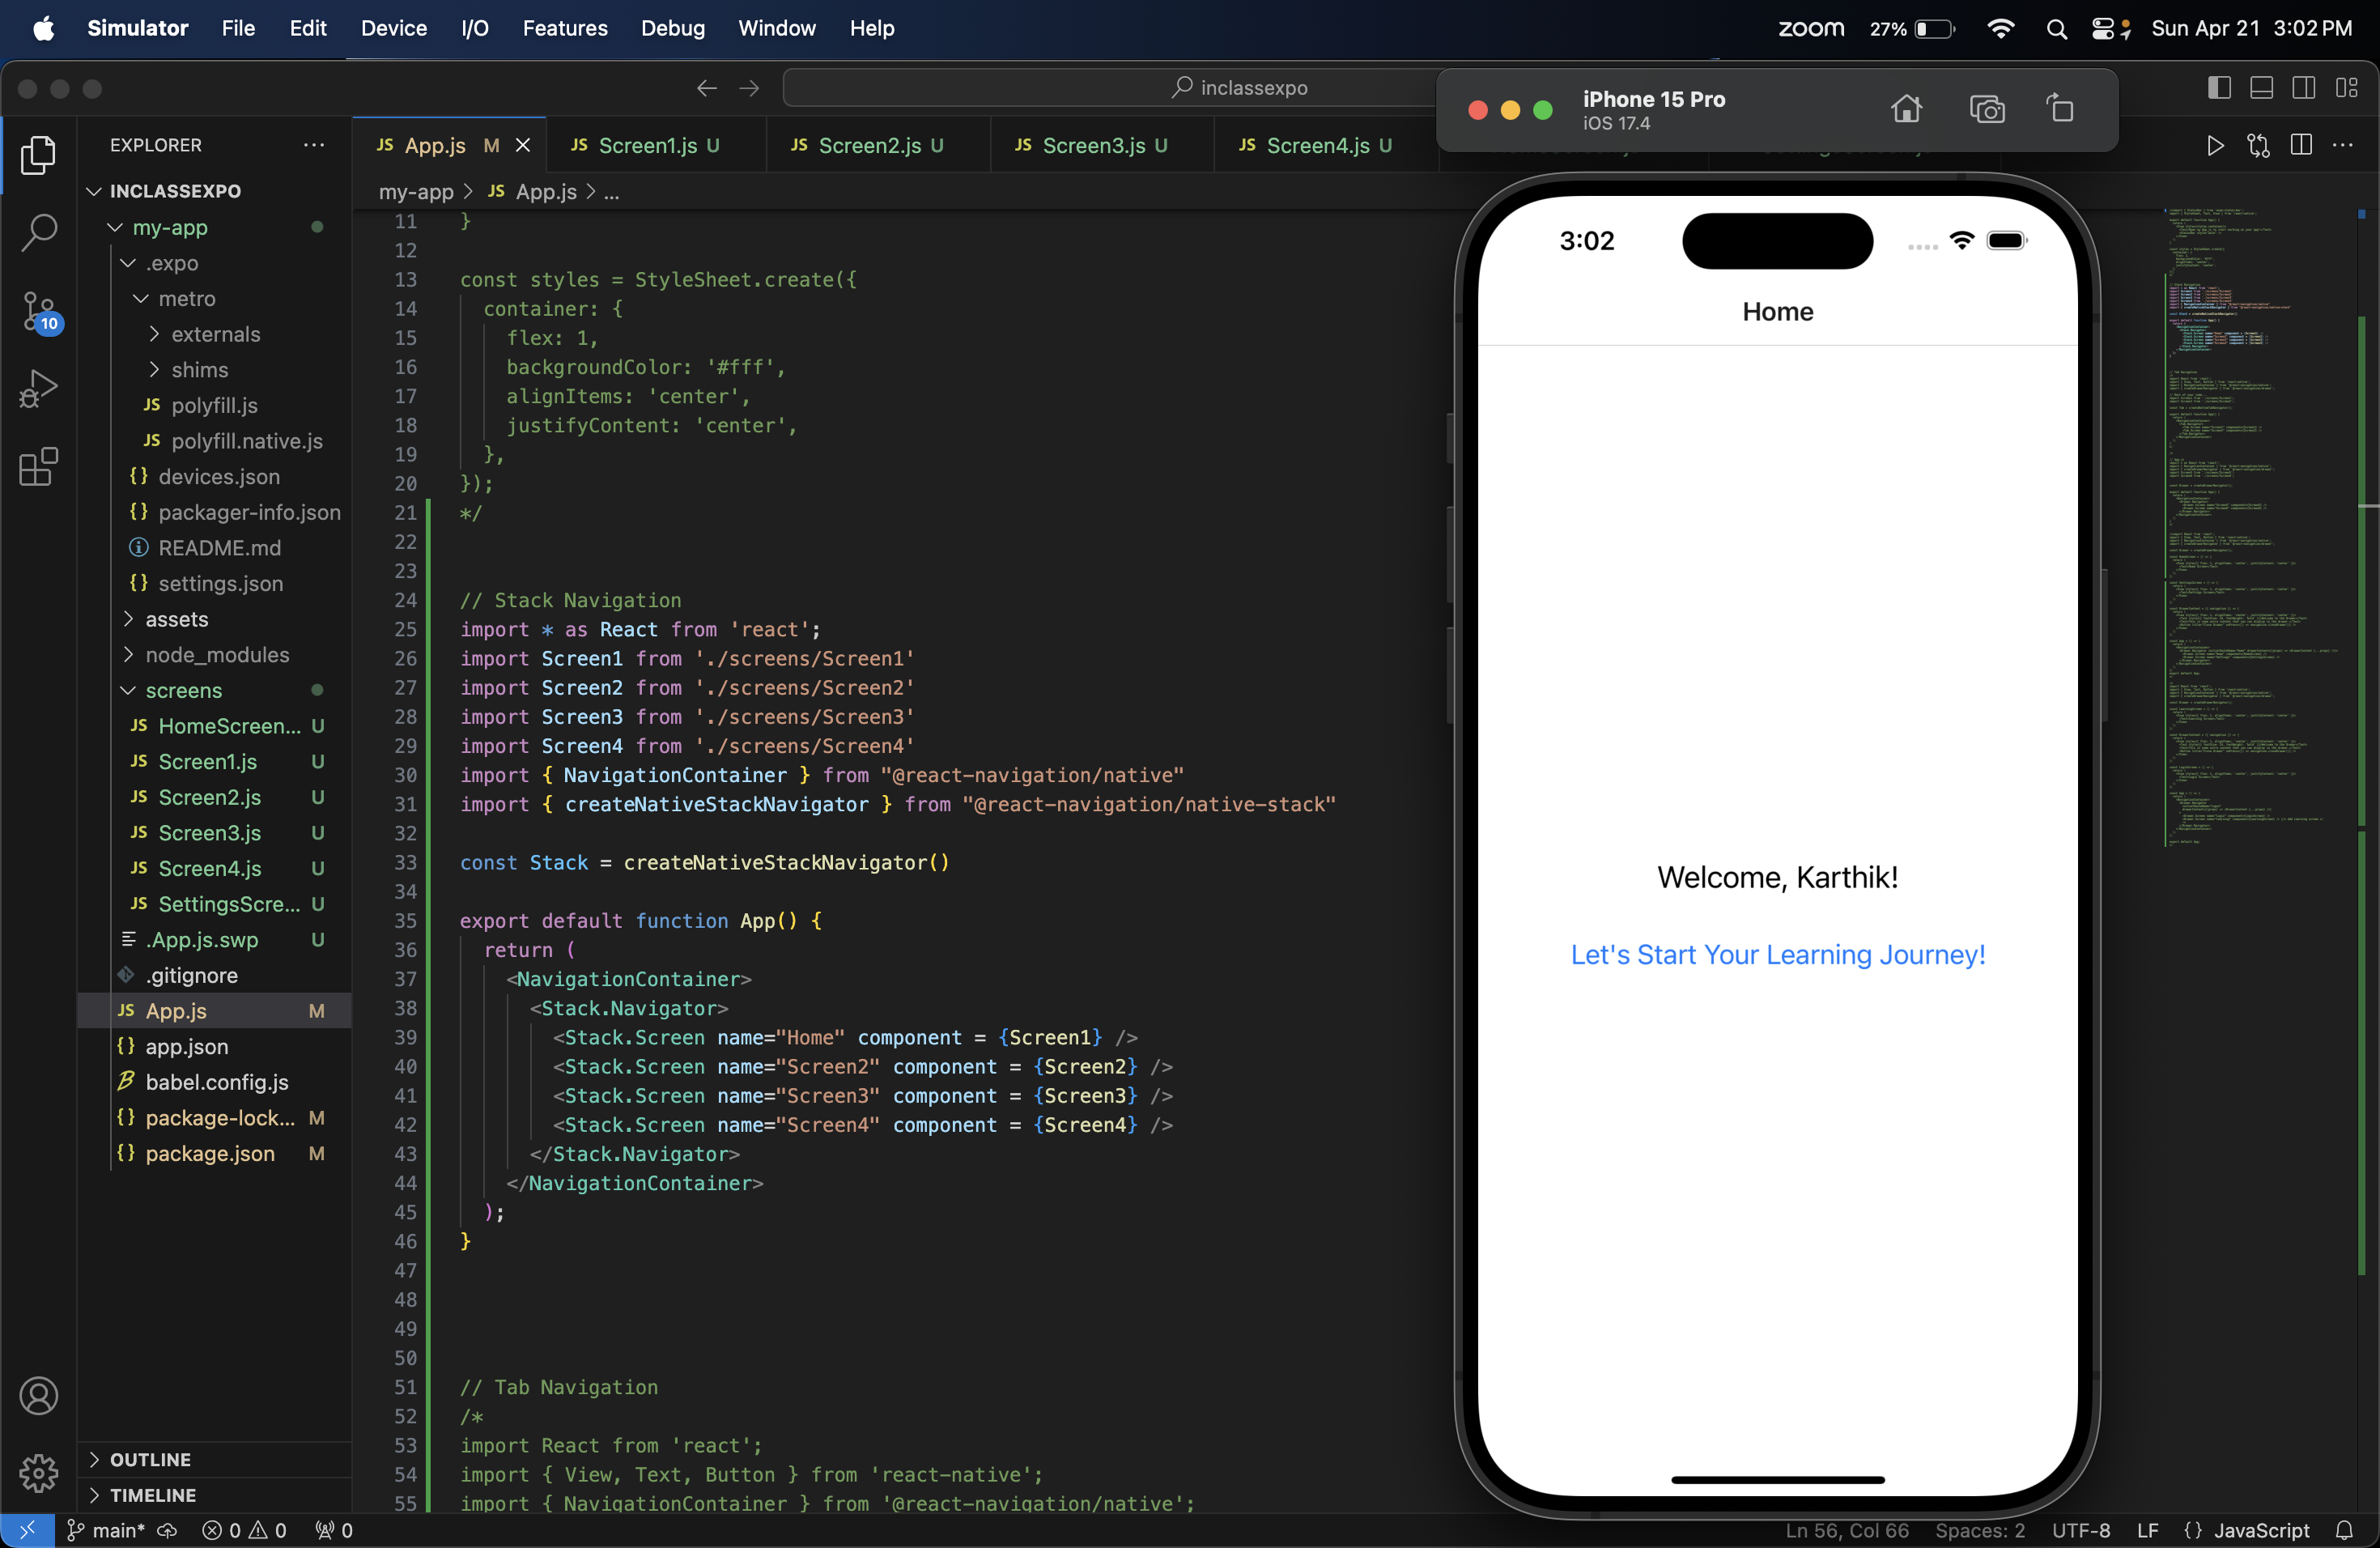 Simulator File Edit Device I/O Features Debug Window Help
zoom 27% Sun Apr 21 3:02 PM
inclassexpo
iPhone 15 Pro
iOS 17.4
EXPLORER
JS App.js M
JS Screen1.js U
JS Screen2.js U
JS Screen3.js U
JS Screen4.js U
INCLASSEXPO
my-app
.expo
metro
externals
shims
JS polyfill.js
JS polyfill.native.js
{} devices.json
{} packager-info.json
README.md
{} settings.json
assets
node_modules
screens
JS HomeScreen... U
JS Screen1.js U
JS Screen2.js U
JS Screen3.js U
JS Screen4.js U
JS SettingsScre... U
.App.js.swp U
.gitignore
JS App.js M
{} app.json
babel.config.js
{} package-lock... M
{} package.json M
OUTLINE
TIMELINE
10
my-app > JS App.js > ...
11 }
12
13 const styles = StyleSheet.create({
14 container: {
15 flex: 1,
16 backgroundColor: '#fff',
17 alignItems: 'center',
18 justifyContent: 'center',
19 },
20 });
21 */
22
23
24 // Stack Navigation
25 import * as React from 'react';
26 import Screen1 from './screens/Screen1'
27 import Screen2 from './screens/Screen2'
28 import Screen3 from './screens/Screen3'
29 import Screen4 from './screens/Screen4'
30 import { NavigationContainer } from "@react-navigation/native"
31 import { createNativeStackNavigator } from "@react-navigation/native-stack"
32
33 const Stack = createNativeStackNavigator()
34
35 export default function App() {
36 return (
37 <NavigationContainer>
38 <Stack.Navigator>
39 <Stack.Screen name="Home" component = {Screen1} />
40 <Stack.Screen name="Screen2" component = {Screen2} />
41 <Stack.Screen name="Screen3" component = {Screen3} />
42 <Stack.Screen name="Screen4" component = {Screen4} />
43 </Stack.Navigator>
44 </NavigationContainer>
45 );
46 }
47
48
49
50
51 // Tab Navigation
52 /*
53 import React from 'react';
54 import { View, Text, Button } from 'react-native';
55 import { NavigationContainer } from '@react-navigation/native';
3:02
Home
Welcome, Karthik!
Let's Start Your Learning Journey!
main* 0 0 0
Ln 56, Col 66 Spaces: 2 UTF-8 LF {} JavaScript